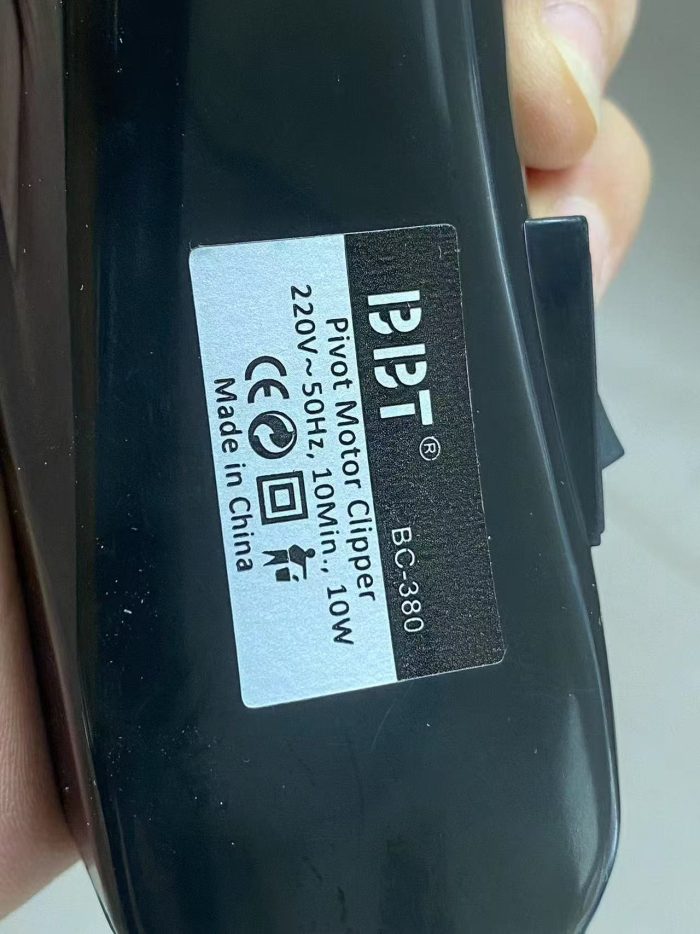 BBT® BC-380
Pivot Motor Clipper
220V~50Hz, 10Min., 10W
CE
Made in China